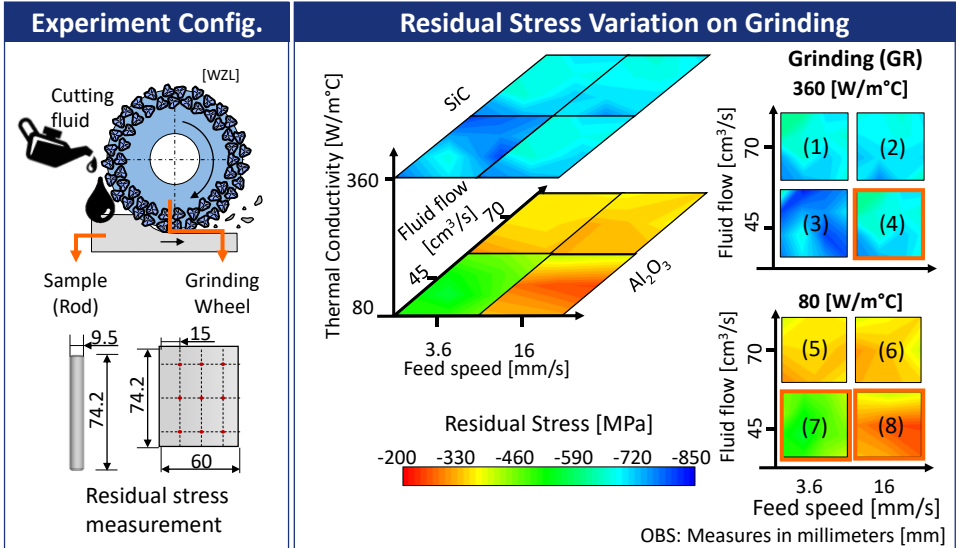 Experiment Config.
[WZL]
Cutting
fluid
Sample
(Rod)
Grinding
Wheel
9.5
74.2
15
74.2
60
Residual stress
measurement
Residual Stress Variation on Grinding
Thermal Conductivity [W/m°C]
360
80
SiC
Fluid flow
[cm³/s]
70
45
Al₂O₃
3.6
16
Feed speed [mm/s]
Residual Stress [MPa]
-200 -330 -460 -590 -720 -850
Grinding (GR)
360 [W/m°C]
Fluid flow [cm³/s]
70
45
(1)
(2)
(3)
(4)
80 [W/m°C]
Fluid flow [cm³/s]
70
45
(5)
(6)
(7)
(8)
3.6
16
Feed speed [mm/s]
OBS: Measures in millimeters [mm]